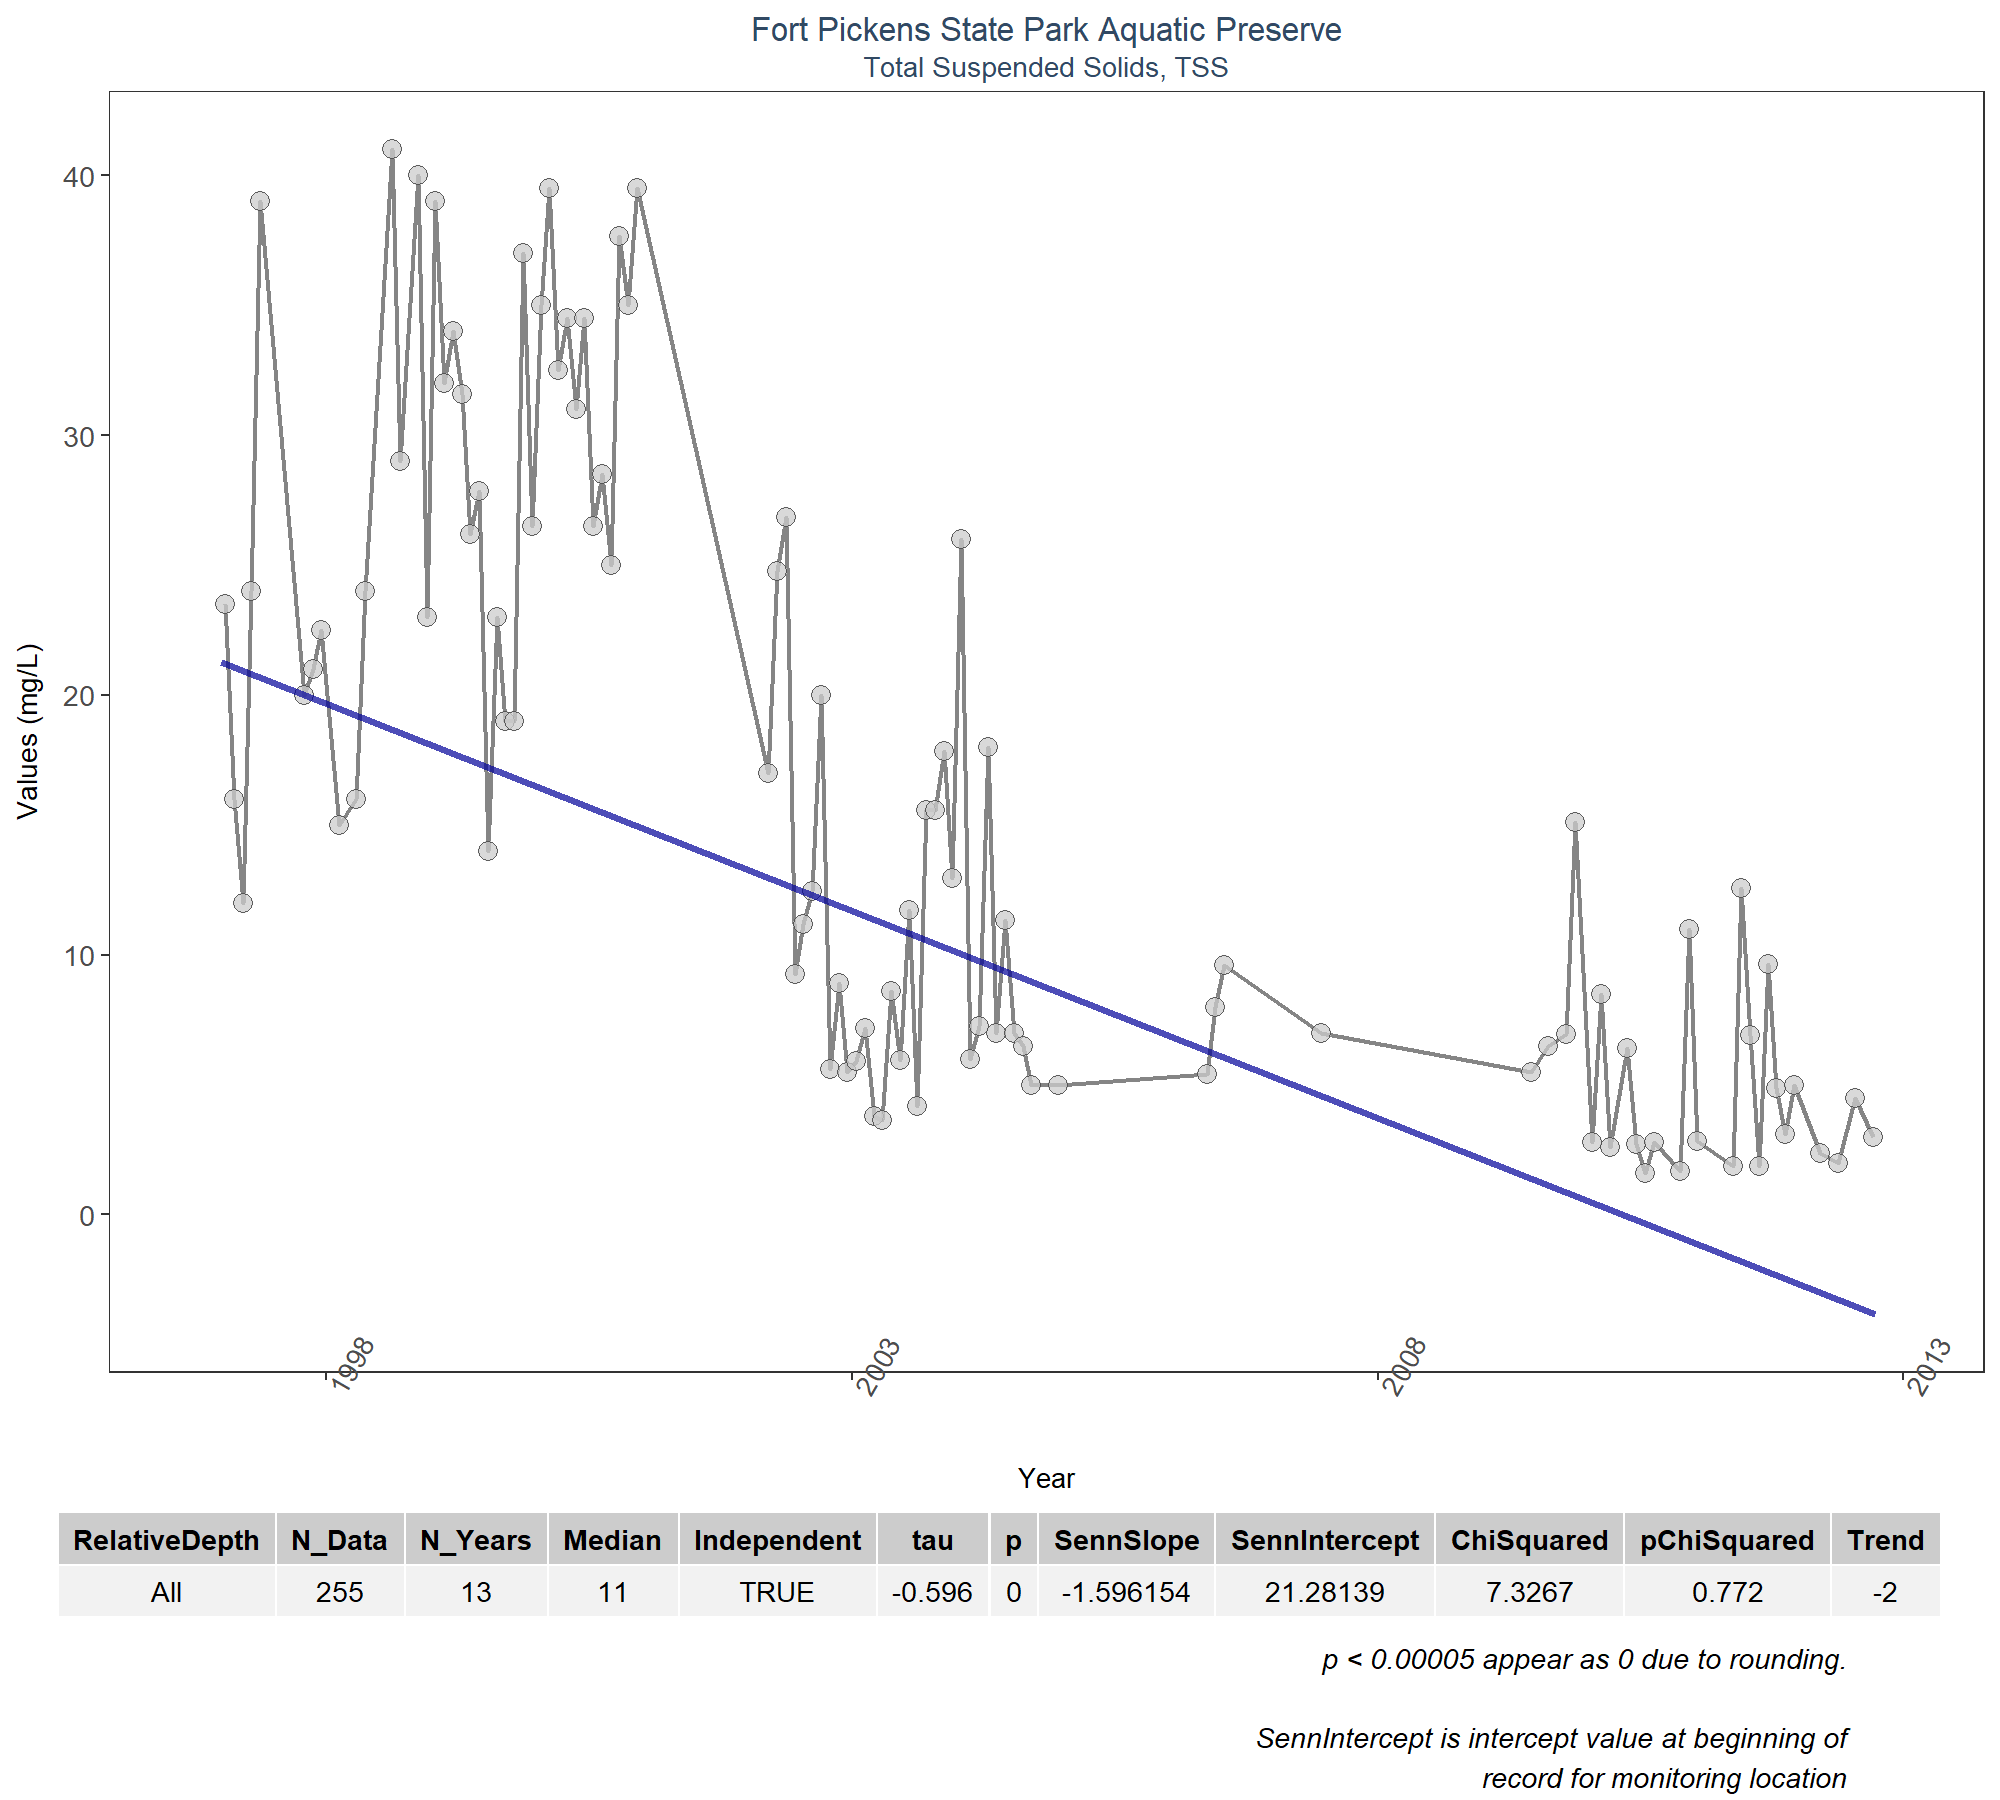 Fort Pickens State Park Aquatic Preserve
Total Suspended Solids, TSS
Values (mg/L)
40
30
20
10
0
1998 2003 2008 2013
Year
RelativeDepth N_Data N_Years Median Independent tau p SennSlope SennIntercept ChiSquared pChiSquared Trend
All 255 13 11 TRUE -0.596 0 -1.596154 21.28139 7.3267 0.772 -2
p < 0.00005 appear as 0 due to rounding.
SennIntercept is intercept value at beginning of
record for monitoring location